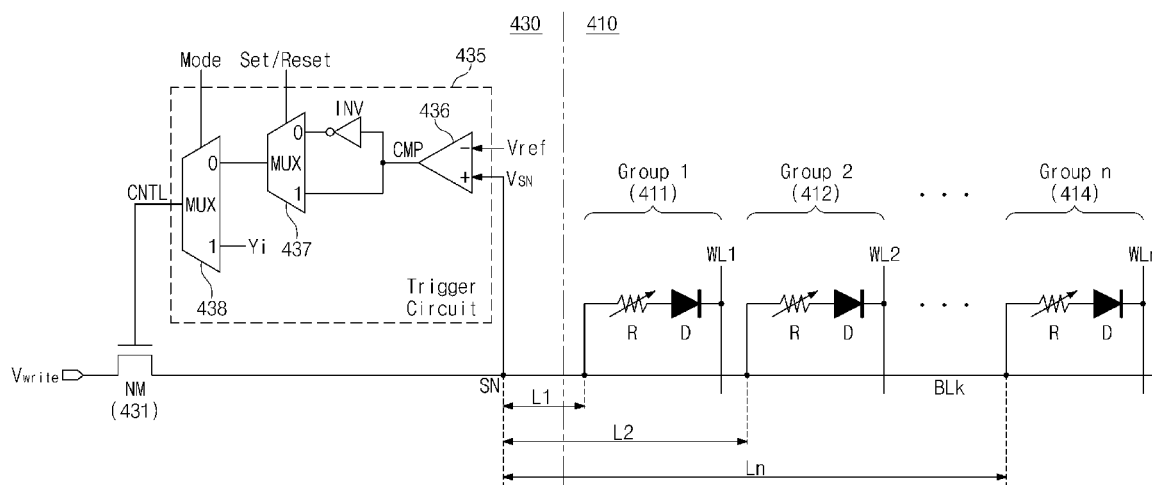 430 410
Mode Set/Reset 435
INV 436
0 CMP − Vref
0 MUX + VSN
CNTL MUX 1
437
1 Yi
438 Trigger
Circuit
Group 1
(411)
Group 2
(412)
· · ·
Group n
(414)
WL1 WL2 WLn
R D R D · · · R D
Vwrite NM
(431)
SN BLk
L1
L2
Ln